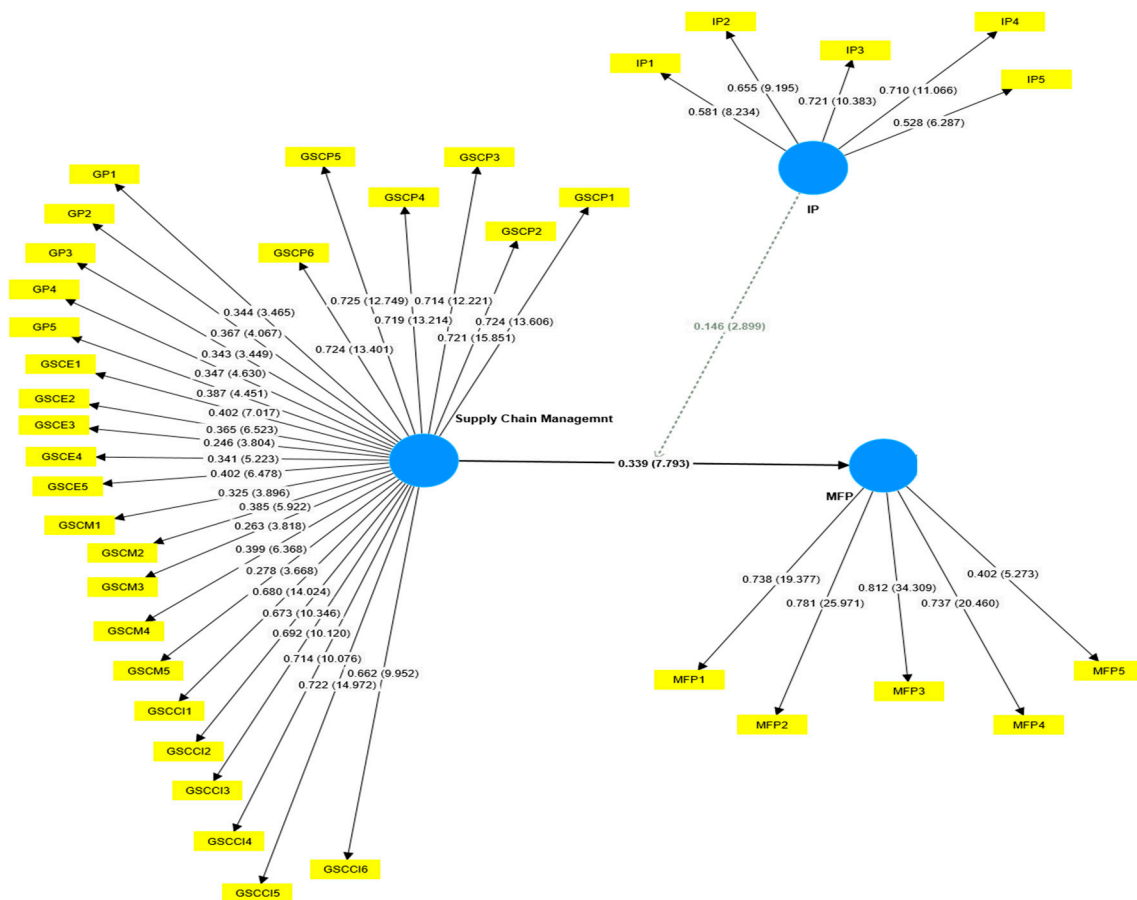 IP2
IP4
IP3
IP1
IP5
0.655 (9.195)
0.710 (11.066)
0.721 (10.383)
0.581 (8.234)
0.528 (6.287)
IP
GSCP5
GSCP3
GSCP4
GSCP1
GSCP2
GSCP6
GP1
GP2
GP3
GP4
GP5
GSCE1
GSCE2
GSCE3
GSCE4
GSCE5
GSCM1
GSCM2
GSCM3
GSCM4
GSCM5
GSCCI1
GSCCI2
GSCCI3
GSCCI4
GSCCI5
GSCCI6
0.725 (12.749)
0.714 (12.221)
0.719 (13.214)
0.724 (13.606)
0.721 (15.851)
0.724 (13.401)
0.344 (3.465)
0.367 (4.067)
0.343 (3.449)
0.347 (4.630)
0.387 (4.451)
0.402 (7.017)
0.365 (6.523)
0.246 (3.804)
0.341 (5.223)
0.402 (6.478)
0.325 (3.896)
0.385 (5.922)
0.263 (3.818)
0.399 (6.368)
0.278 (3.668)
0.680 (14.024)
0.673 (10.346)
0.692 (10.120)
0.714 (10.076)
0.662 (9.952)
0.722 (14.972)
Supply Chain Managemnt
0.146 (2.899)
0.339 (7.793)
MFP
0.738 (19.377)
0.781 (25.971)
0.812 (34.309)
0.737 (20.460)
0.402 (5.273)
MFP1
MFP2
MFP3
MFP4
MFP5